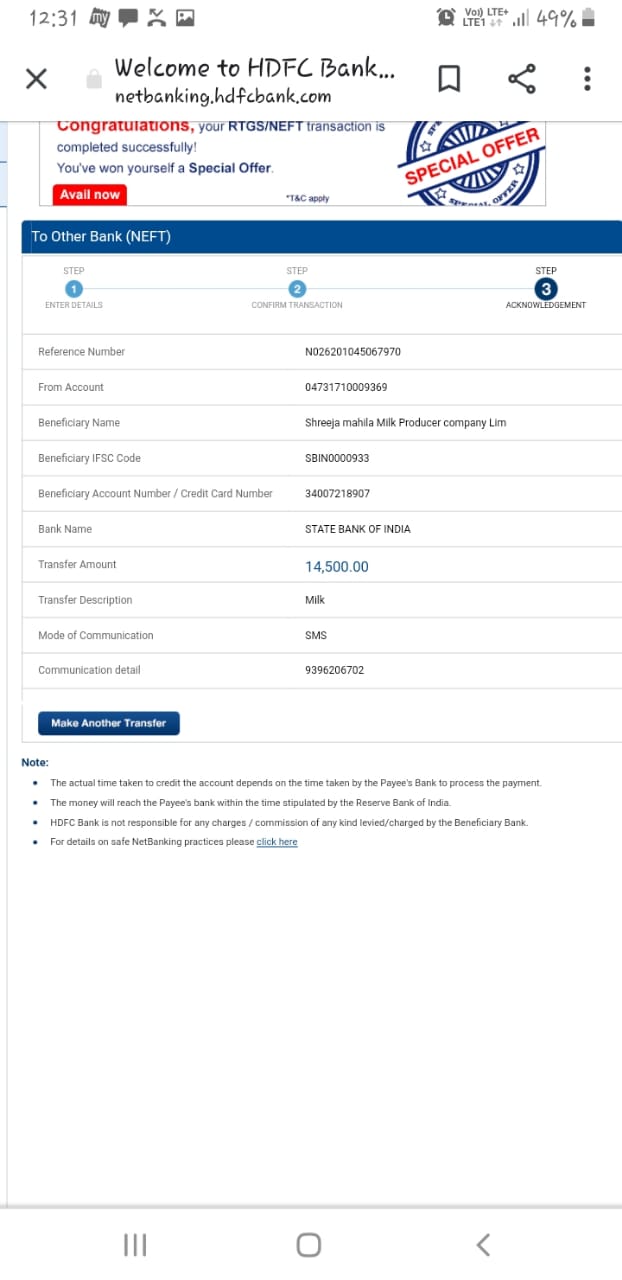 12:31 my 49%
Vo)) LTE+
LTE1
Welcome to HDFC Bank...
netbanking.hdfcbank.com
Congratulations, your RTGS/NEFT transaction is
completed successfully!
You've won yourself a Special Offer.
Avail now
*T&C apply
SPECIAL OFFER
SPECIAL OFFER
To Other Bank (NEFT)
STEP STEP STEP
1 2 3
ENTER DETAILS CONFIRM TRANSACTION ACKNOWLEDGEMENT
Reference Number N026201045067970
From Account 04731710009369
Beneficiary Name Shreeja mahila Milk Producer company Lim
Beneficiary IFSC Code SBIN0000933
Beneficiary Account Number / Credit Card Number 34007218907
Bank Name STATE BANK OF INDIA
Transfer Amount 14,500.00
Transfer Description Milk
Mode of Communication SMS
Communication detail 9396206702
Make Another Transfer
Note:
• The actual time taken to credit the account depends on the time taken by the Payee's Bank to process the payment.
• The money will reach the Payee's bank within the time stipulated by the Reserve Bank of India.
• HDFC Bank is not responsible for any charges / commission of any kind levied/charged by the Beneficiary Bank.
• For details on safe NetBanking practices please click here